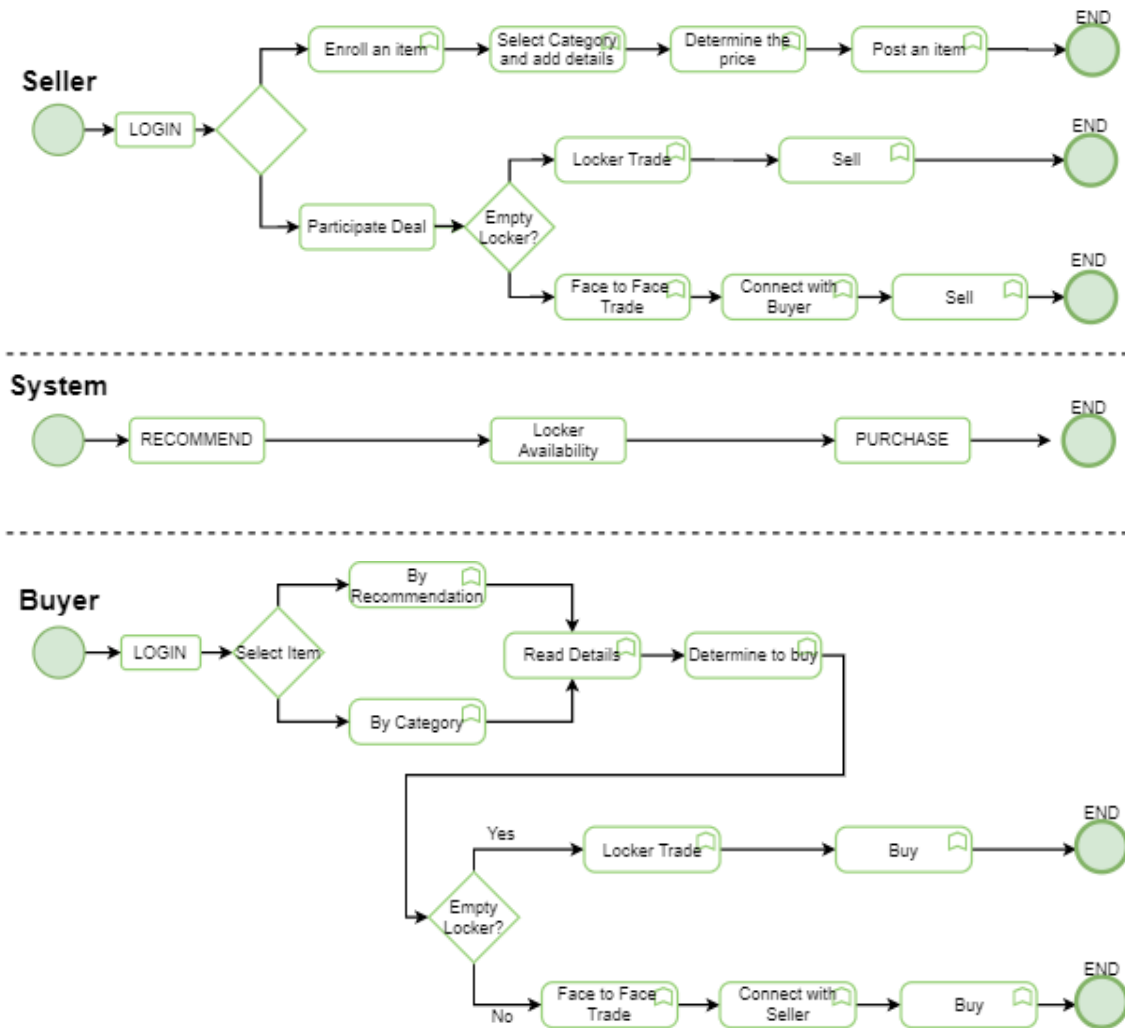 END
Enroll an item
Select Category
and add details
Determine the
price
Post an item
Seller
LOGIN
END
Locker Trade
Sell
Participate Deal
Empty
Locker?
END
Face to Face
Trade
Connect with
Buyer
Sell
System
END
RECOMMEND
Locker
Availability
PURCHASE
Buyer
By
Recommendation
LOGIN
Select Item
Read Details
Determine to buy
By Category
END
Yes
Locker Trade
Buy
Empty
Locker?
END
No
Face to Face
Trade
Connect with
Seller
Buy